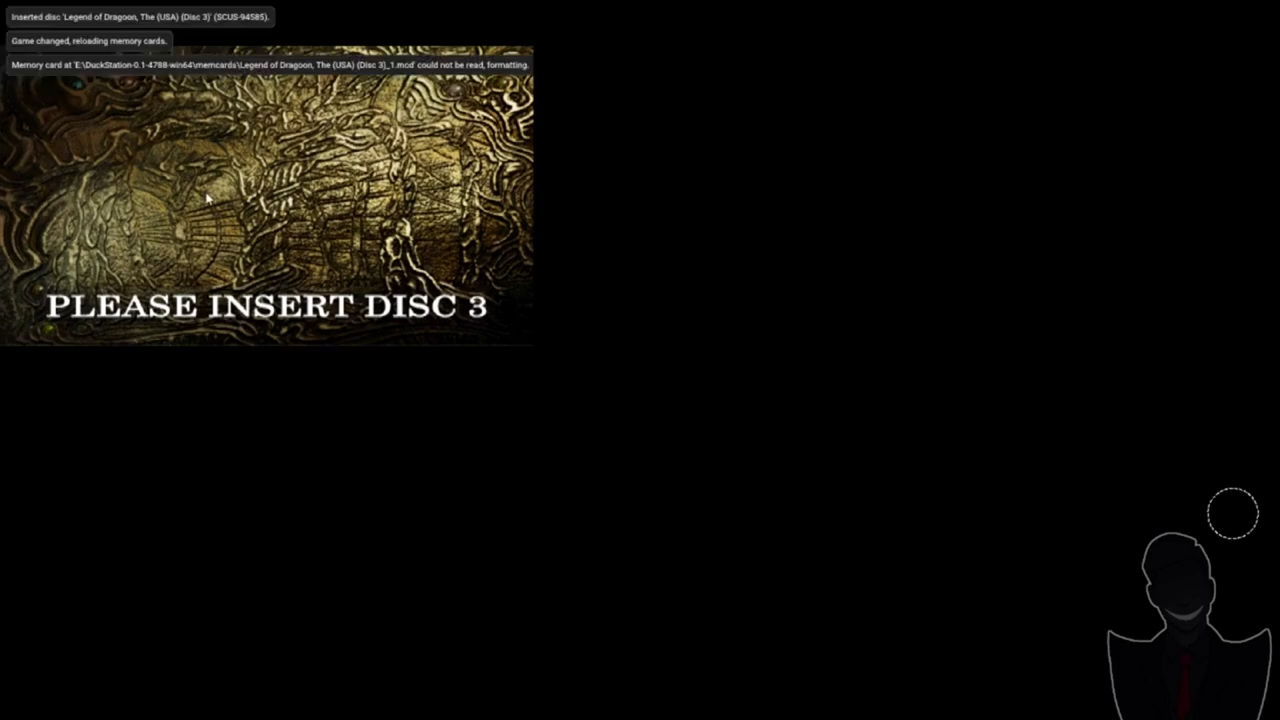 Inserted disc 'Legend of Dragoon, The (USA) (Disc 3)' (SCUS-94585).
Game changed, reloading memory cards.
Memory card at 'E:\DuckStation-0.1-4788-win64\memcards\Legend of Dragoon, The (USA) (Disc 3)_1.mcd' could not be read, formatting.
PLEASE INSERT DISC 3